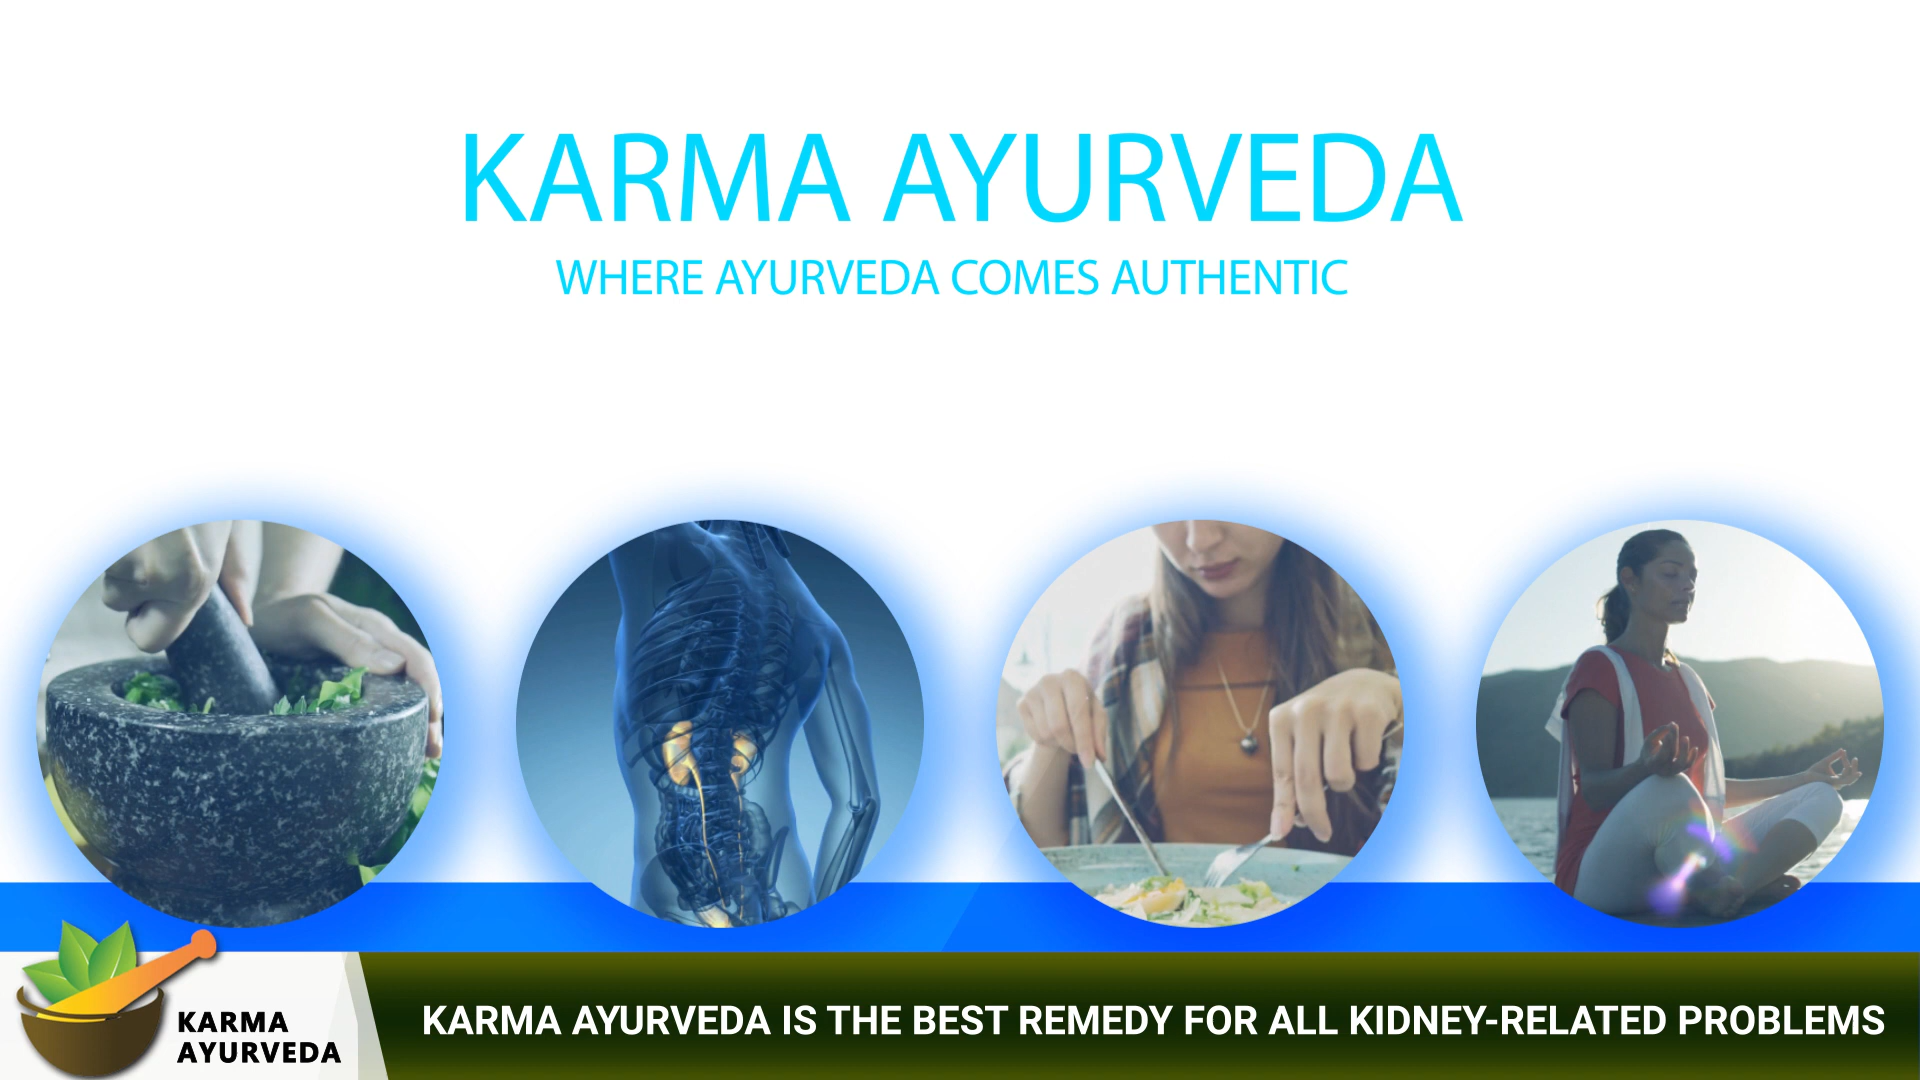 KARMA AYURVEDA
WHERE AYURVEDA COMES AUTHENTIC
KARMA
AYURVEDA
KARMA AYURVEDA IS THE BEST REMEDY FOR ALL KIDNEY-RELATED PROBLEMS